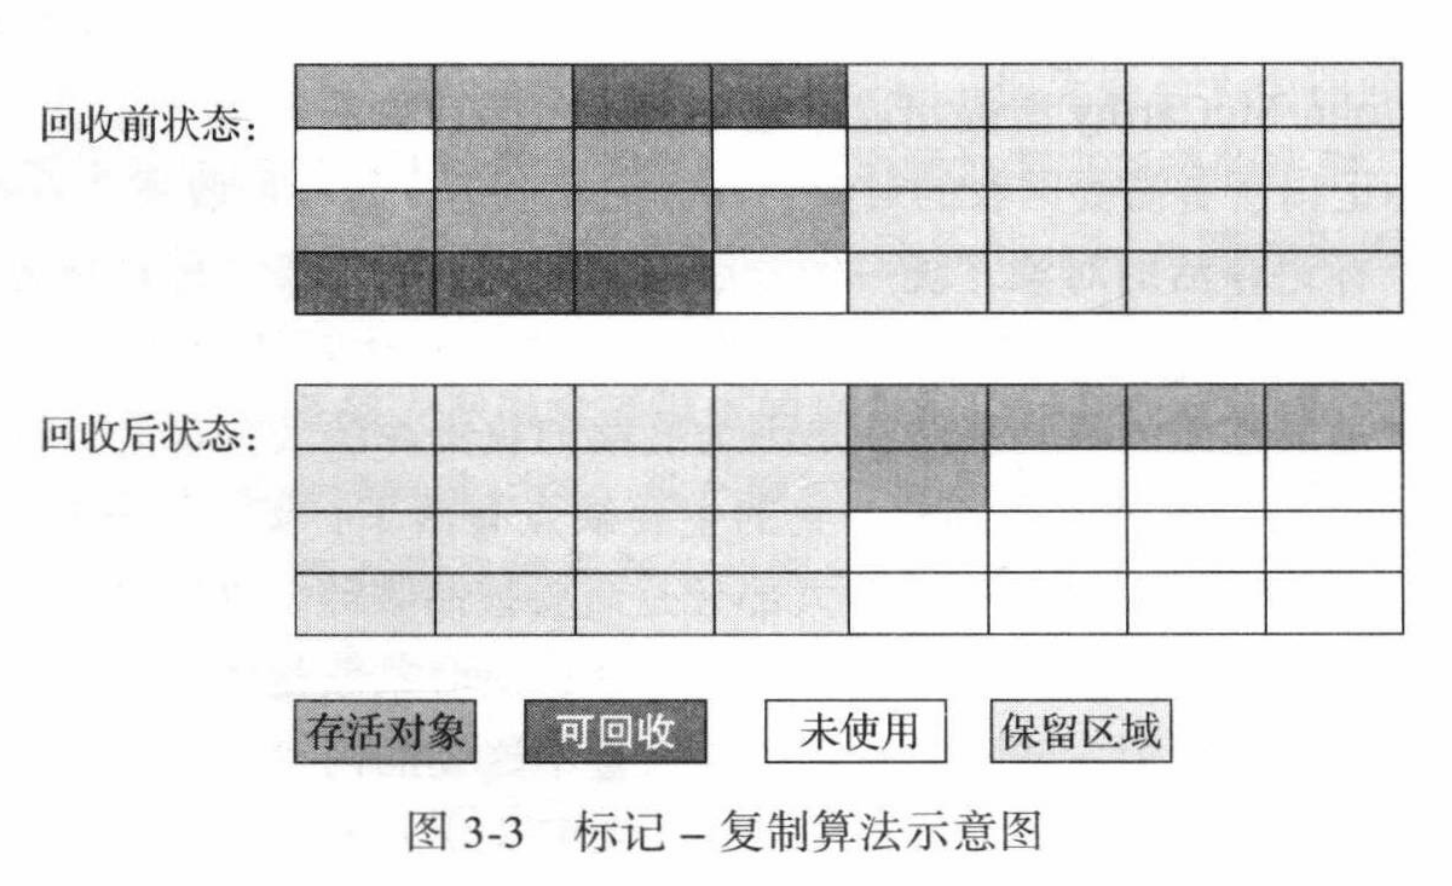 回收前状态：
回收后状态：
存活对象 可回收 未使用 保留区域
图 3-3 标记 – 复制算法示意图